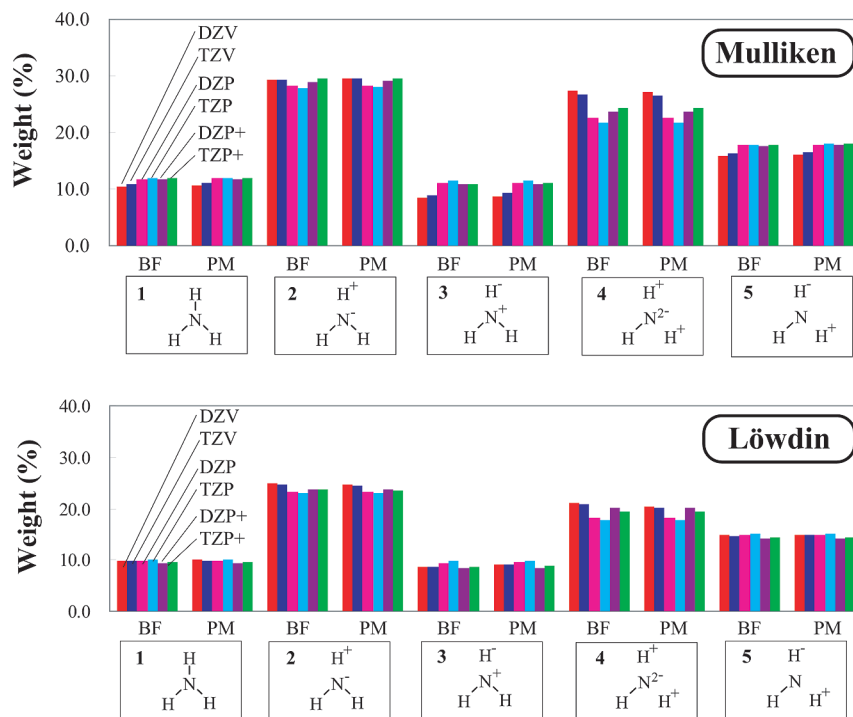 Weight (%)
40.0
30.0
20.0
10.0
0.0
DZV
TZV
DZP
TZP
DZP+
TZP+
Mulliken
BF PM BF PM BF PM BF PM BF PM
1 H N H H
2 H+ N- H H
3 H- N+ H H
4 H+ N2- H H+
5 H- N H H+
Weight (%)
40.0
30.0
20.0
10.0
0.0
DZV
TZV
DZP
TZP
DZP+
TZP+
Löwdin
BF PM BF PM BF PM BF PM BF PM
1 H N H H
2 H+ N- H H
3 H- N+ H H
4 H+ N2- H H+
5 H- N H H+